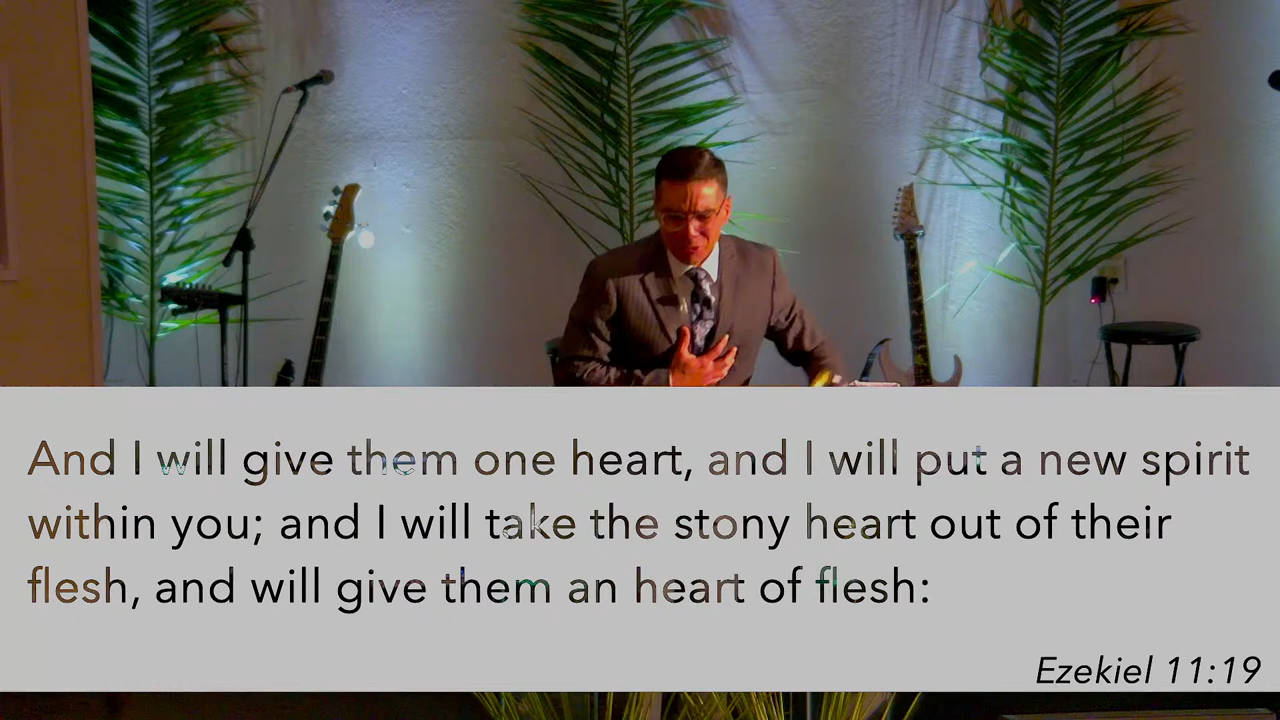 And I will give them one heart, and I will put a new spirit
within you; and I will take the stony heart out of their
flesh, and will give them an heart of flesh:
Ezekiel 11:19